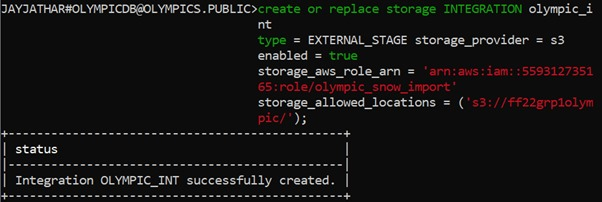 JAYJATHAR#OLYMPICDB@OLYMPICS.PUBLIC>create or replace storage INTEGRATION olympic_i
nt
type = EXTERNAL_STAGE storage_provider = s3
enabled = true
storage_aws_role_arn = 'arn:aws:iam::5593127351
65:role/olympic_snow_import'
storage_allowed_locations = ('s3://ff22grp1olym
pic/');
+-----------------------------------------------+
| status |
|-----------------------------------------------|
| Integration OLYMPIC_INT successfully created. |
+-----------------------------------------------+